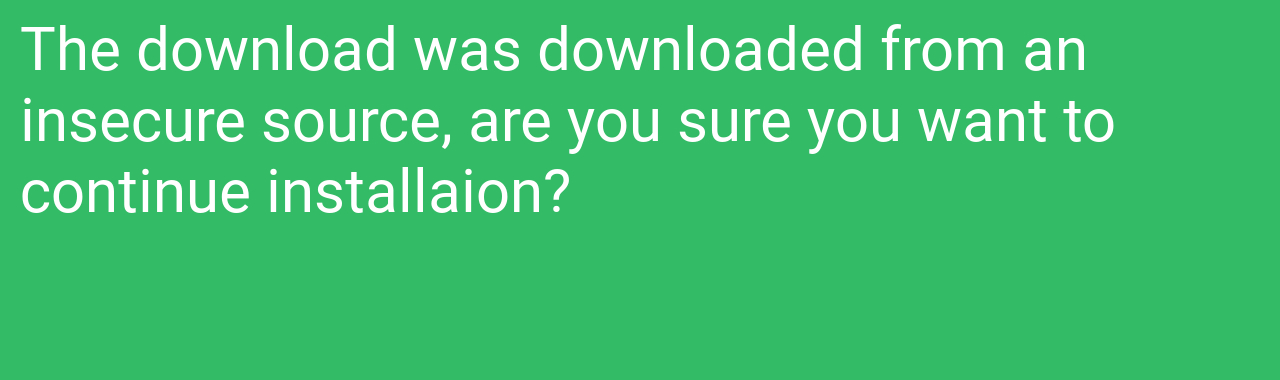 The download was downloaded from an
insecure source, are you sure you want to
continue installaion?